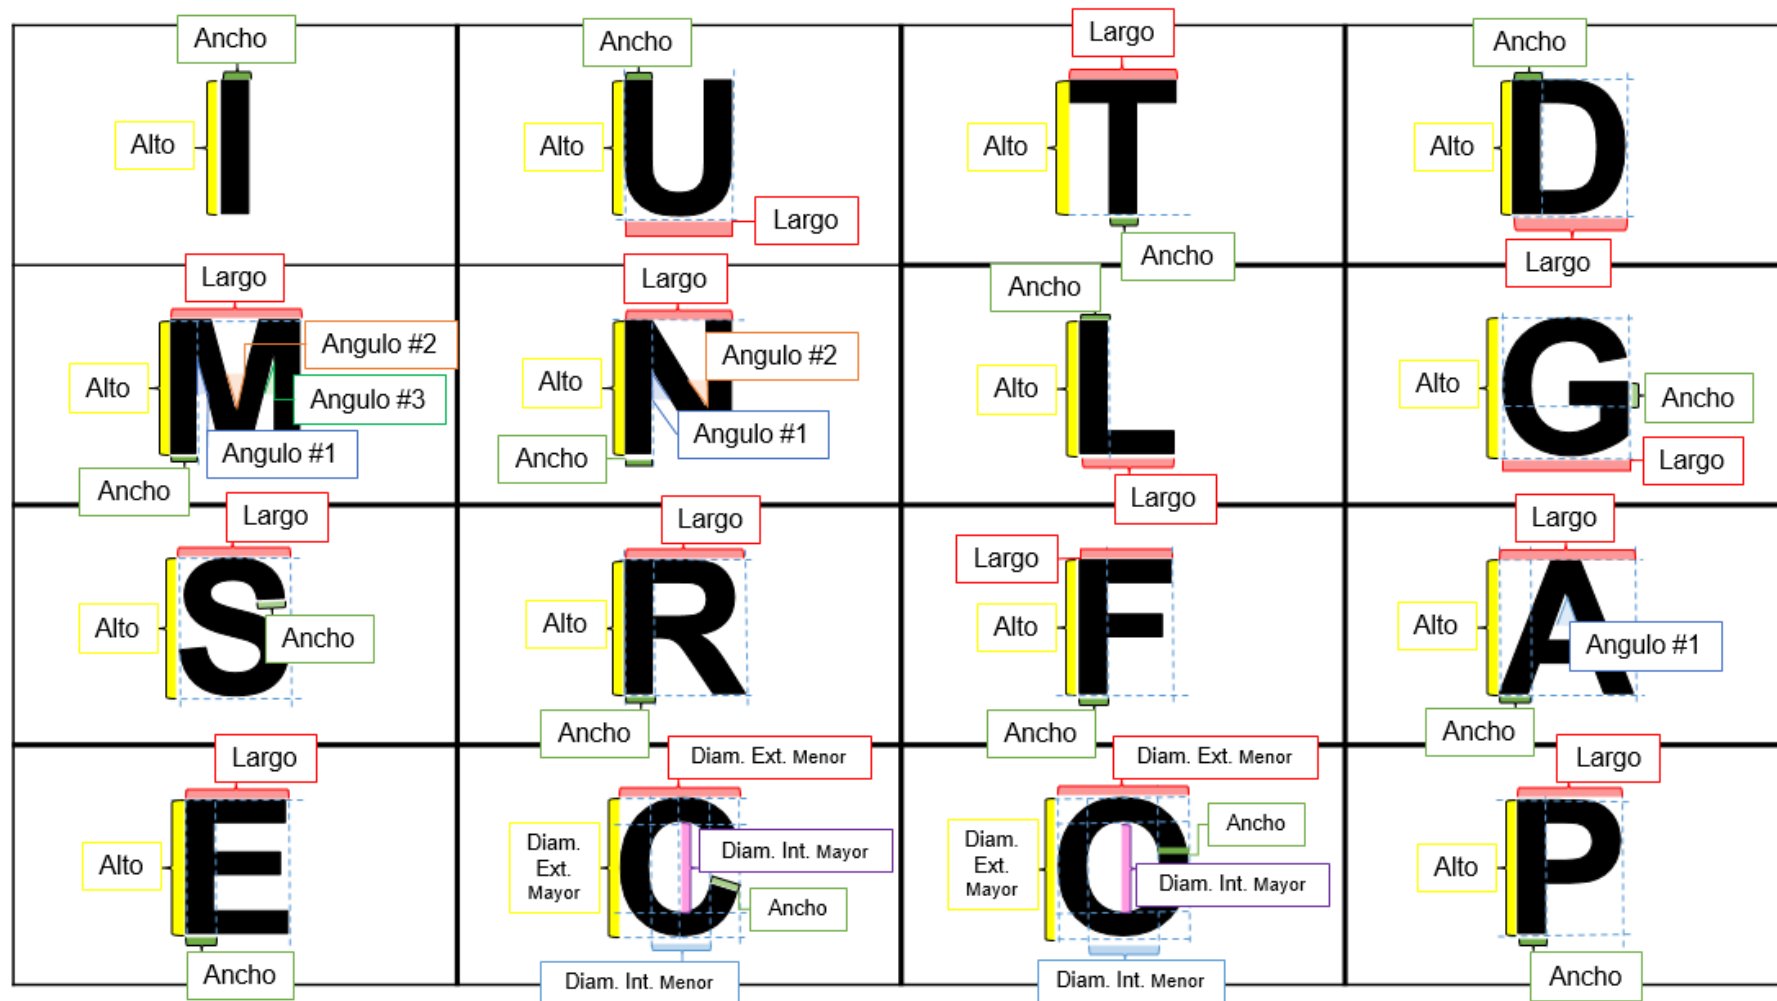 Ancho
Alto
I
Ancho
Alto
U
Largo
Largo
Alto
T
Ancho
Ancho
Alto
D
Largo
Largo
Alto
M
Angulo #2
Angulo #3
Angulo #1
Ancho
Largo
Alto
N
Angulo #2
Angulo #1
Ancho
Ancho
Alto
L
Largo
Alto
G
Ancho
Largo
Largo
Alto
S
Ancho
Largo
Alto
R
Ancho
Largo
Alto
F
Ancho
Largo
Alto
A
Angulo #1
Ancho
Largo
Alto
E
Ancho
Diam. Ext. Menor
Diam.
Ext.
Mayor
C
Diam. Int. Mayor
Ancho
Diam. Int. Menor
Diam. Ext. Menor
Diam.
Ext.
Mayor
O
Ancho
Diam. Int. Mayor
Diam. Int. Menor
Largo
Alto
P
Ancho